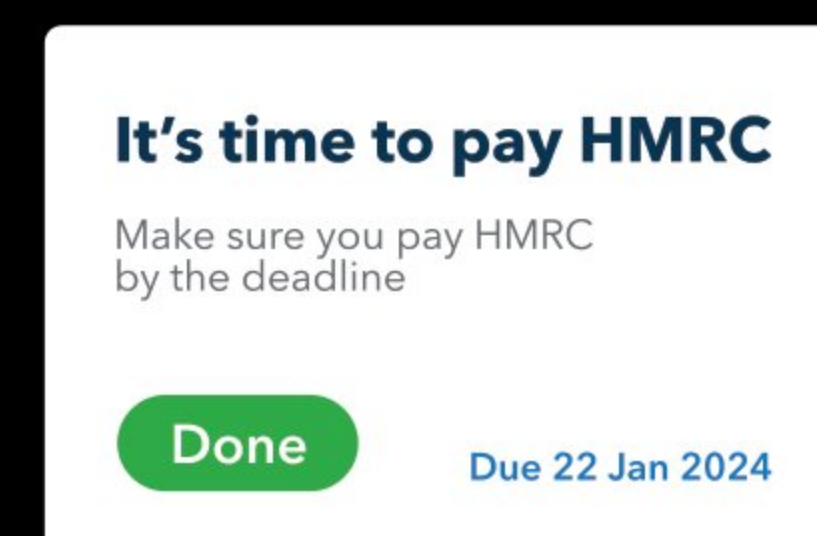 It’s time to pay HMRC
Make sure you pay HMRC
by the deadline
Done
Due 22 Jan 2024